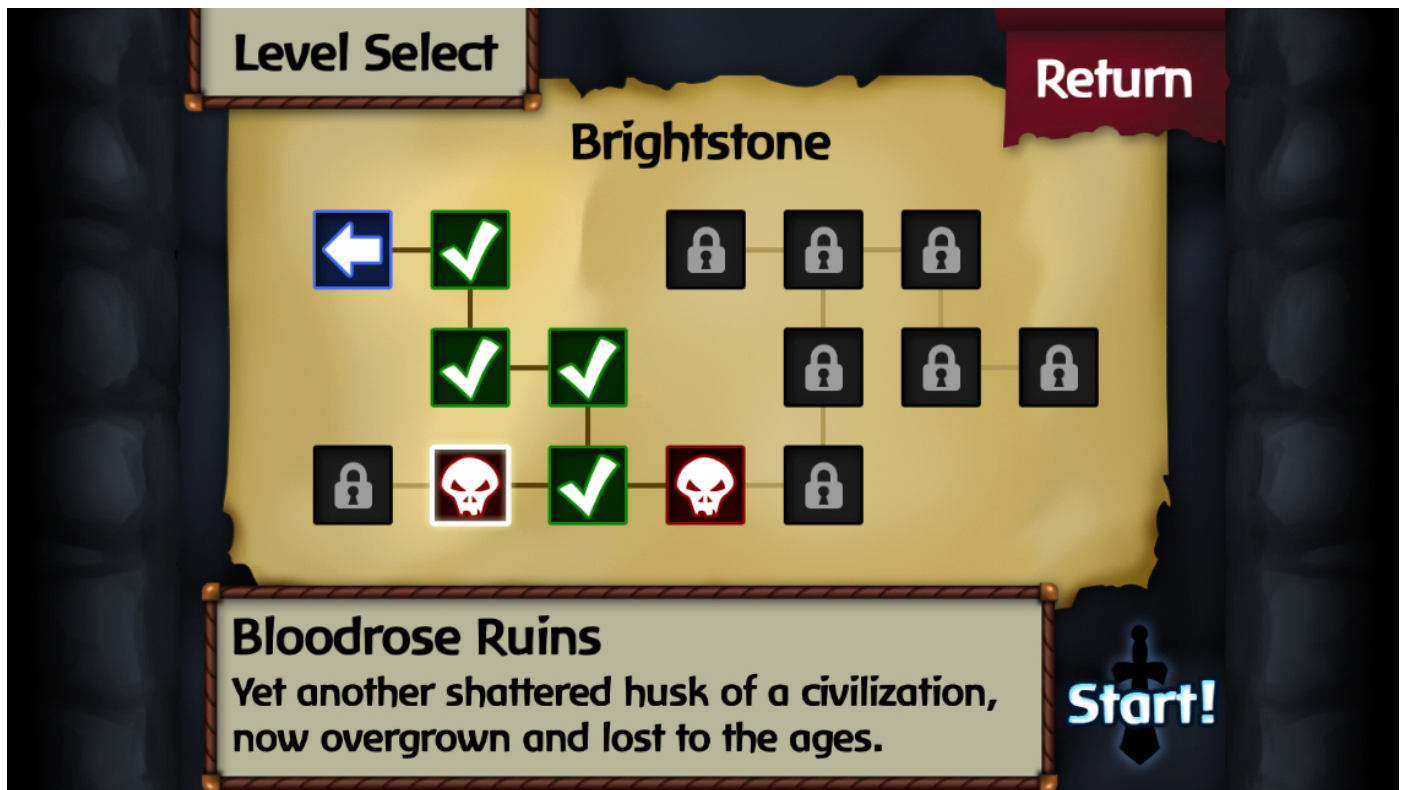 Level Select
Return
Brightstone
Bloodrose Ruins
Yet another shattered husk of a civilization,
now overgrown and lost to the ages.
Start!